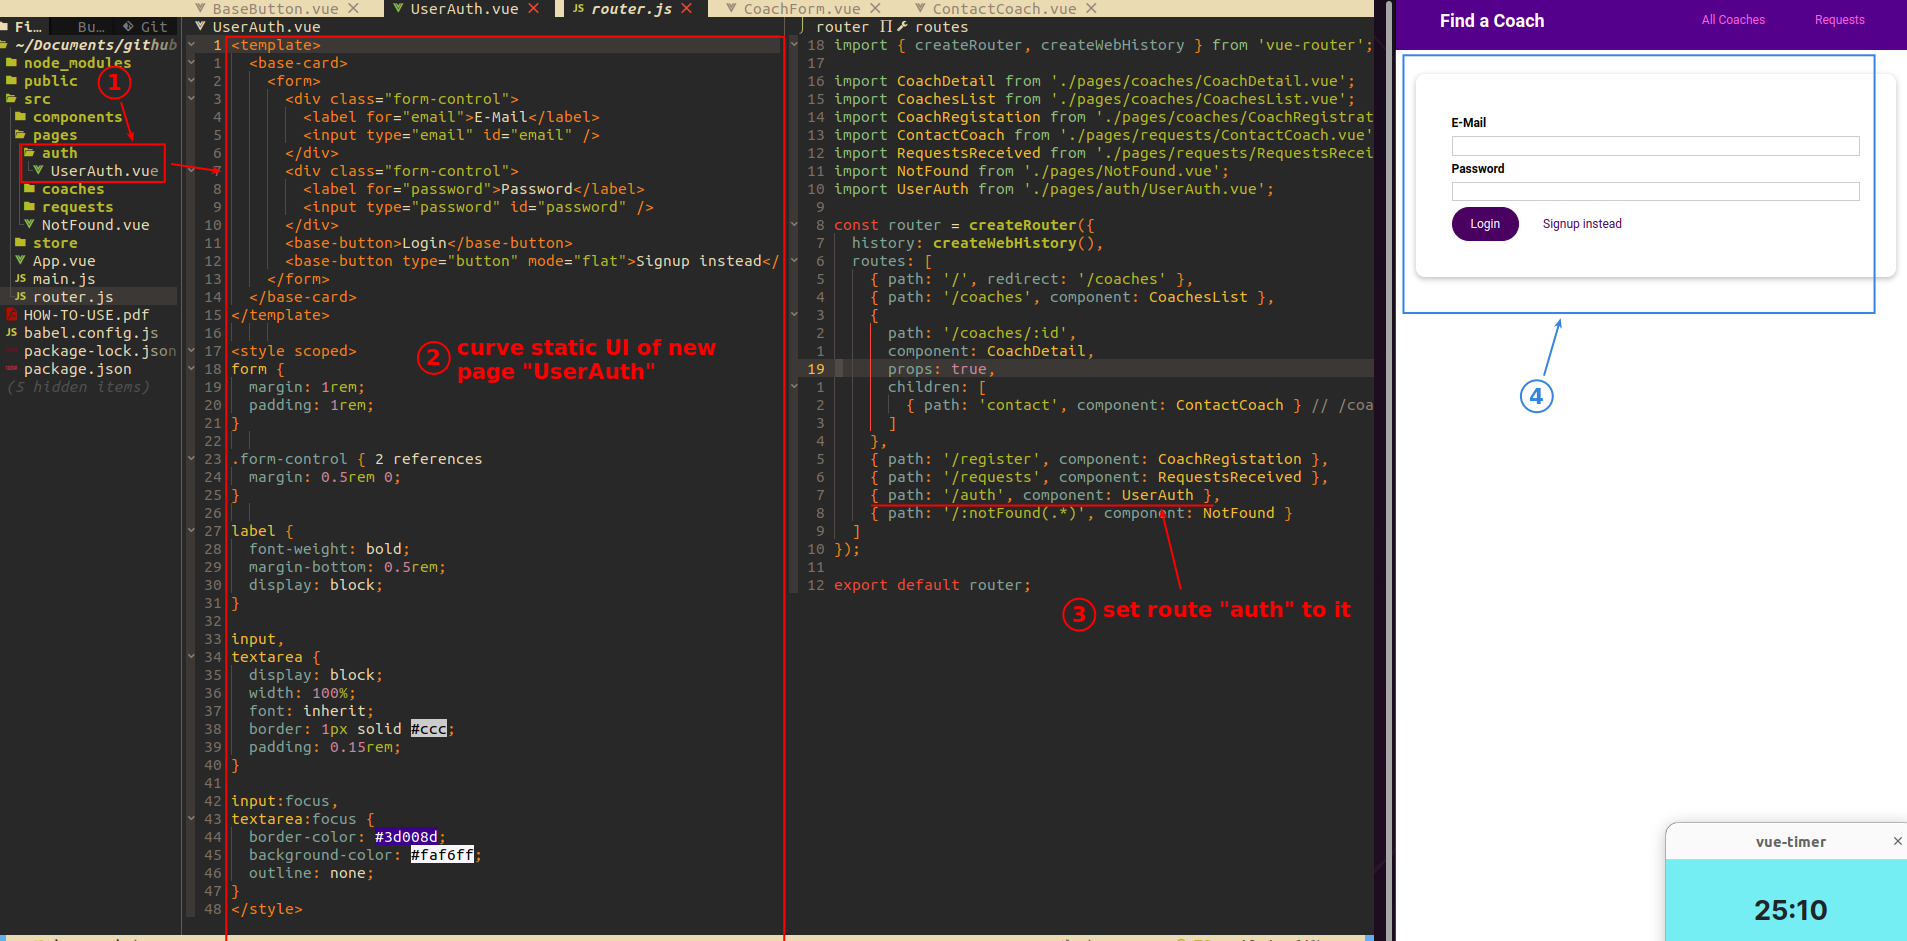 BaseButton.vue
UserAuth.vue
router.js
CoachForm.vue
ContactCoach.vue
Fi…
Bu…
Git
~/Documents/github
node_modules
public
src
components
pages
auth
UserAuth.vue
coaches
requests
NotFound.vue
store
App.vue
main.js
router.js
HOW-TO-USE.pdf
babel.config.js
package-lock.json
package.json
(5 hidden items)
1
UserAuth.vue
1 <template>
1 <base-card>
2 <form>
3 <div class="form-control">
4 <label for="email">E-Mail</label>
5 <input type="email" id="email" />
6 </div>
7 <div class="form-control">
8 <label for="password">Password</label>
9 <input type="password" id="password" />
10 </div>
11 <base-button>Login</base-button>
12 <base-button type="button" mode="flat">Signup instead</
13 </form>
14 </base-card>
15 </template>
16
17 <style scoped>
18 form {
19 margin: 1rem;
20 padding: 1rem;
21 }
22
23 .form-control { 2 references
24 margin: 0.5rem 0;
25 }
26
27 label {
28 font-weight: bold;
29 margin-bottom: 0.5rem;
30 display: block;
31 }
32
33 input,
34 textarea {
35 display: block;
36 width: 100%;
37 font: inherit;
38 border: 1px solid #ccc;
39 padding: 0.15rem;
40 }
41
42 input:focus,
43 textarea:focus {
44 border-color: #3d008d;
45 background-color: #faf6ff;
46 outline: none;
47 }
48 </style>
2 curve static UI of new
page "UserAuth"
router
routes
18 import { createRouter, createWebHistory } from 'vue-router';
17
16 import CoachDetail from './pages/coaches/CoachDetail.vue';
15 import CoachesList from './pages/coaches/CoachesList.vue';
14 import CoachRegistation from './pages/coaches/CoachRegistrat
13 import ContactCoach from './pages/requests/ContactCoach.vue'
12 import RequestsReceived from './pages/requests/RequestsRecei
11 import NotFound from './pages/NotFound.vue';
10 import UserAuth from './pages/auth/UserAuth.vue';
9
8 const router = createRouter({
7 history: createWebHistory(),
6 routes: [
5 { path: '/', redirect: '/coaches' },
4 { path: '/coaches', component: CoachesList },
3 {
2 path: '/coaches/:id',
1 component: CoachDetail,
19 props: true,
1 children: [
2 { path: 'contact', component: ContactCoach } // /coa
3 ]
4 },
5 { path: '/register', component: CoachRegistation },
6 { path: '/requests', component: RequestsReceived },
7 { path: '/auth', component: UserAuth },
8 { path: '/:notFound(.*)', component: NotFound }
9 ]
10 });
11
12 export default router;
3 set route "auth" to it
Find a Coach
All Coaches
Requests
E-Mail
Password
Login
Signup instead
4
vue-timer
×
25:10